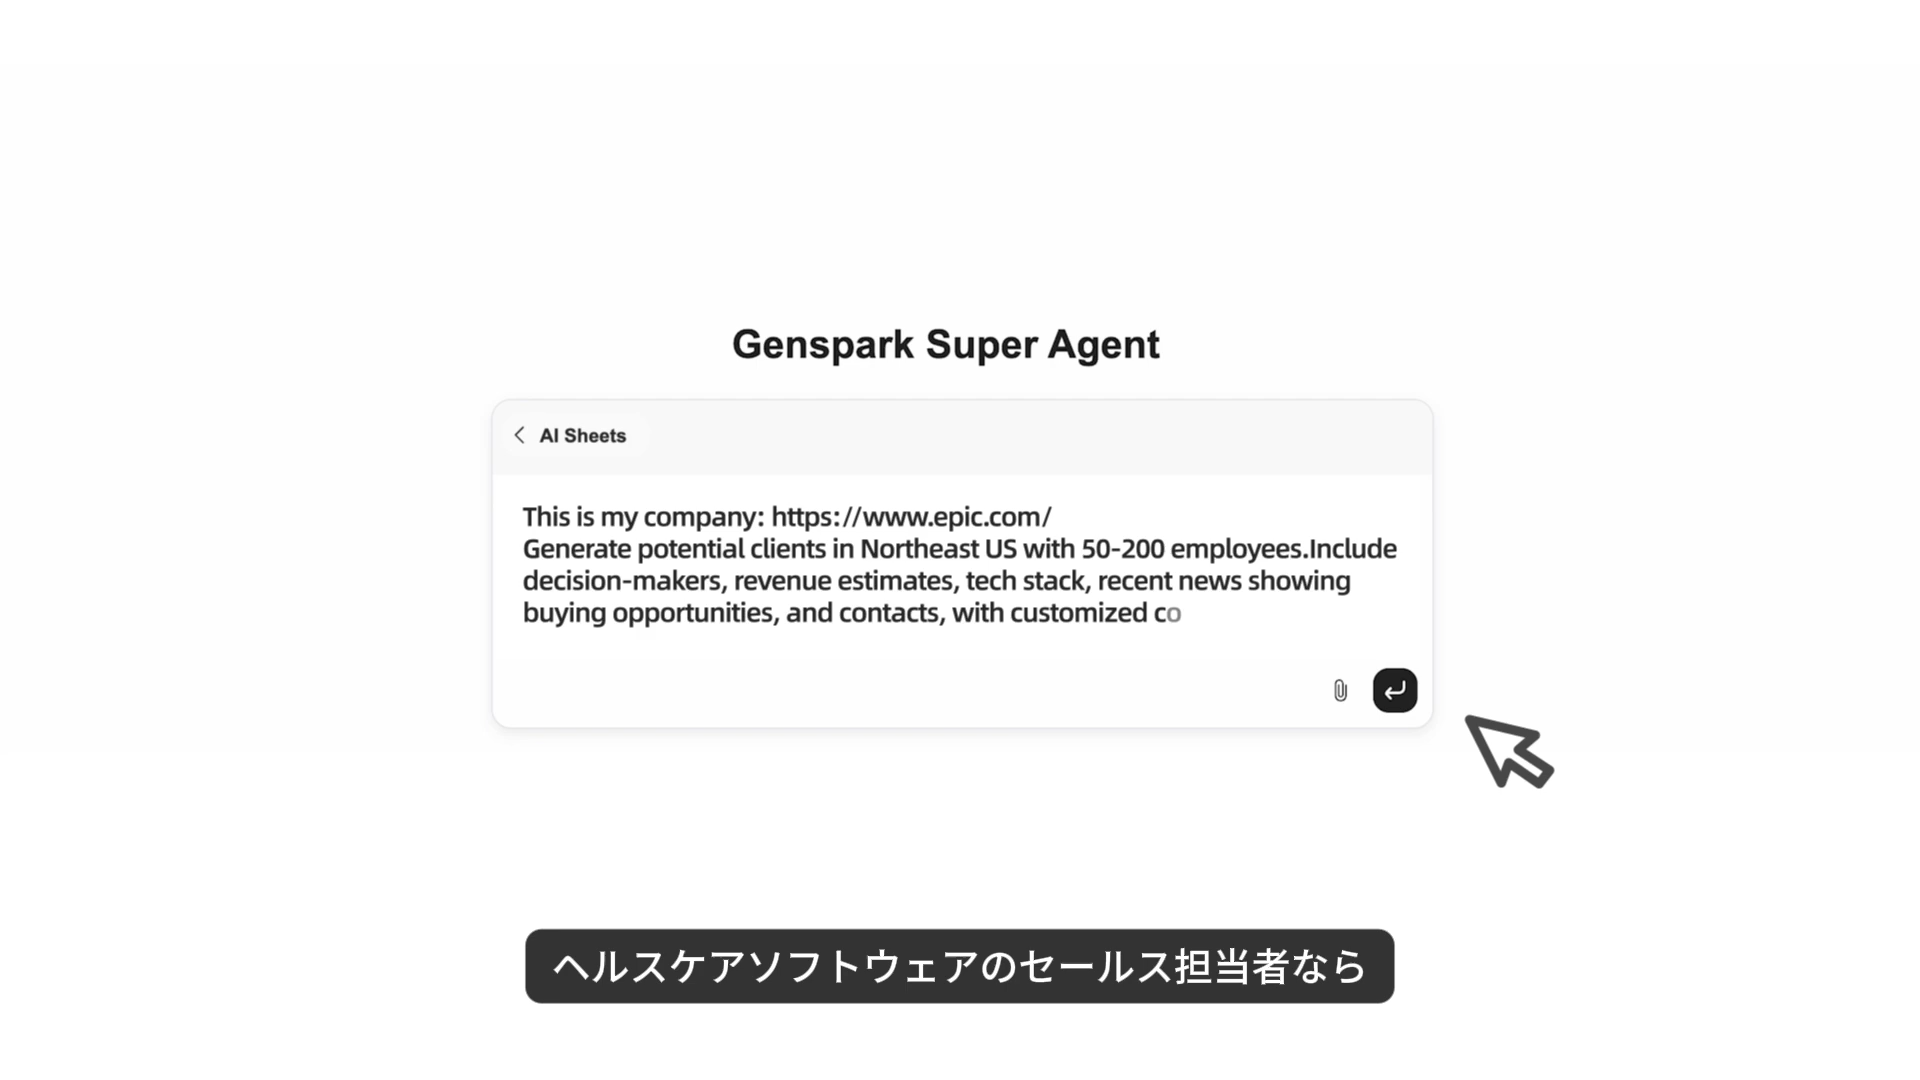 Genspark Super Agent
AI Sheets
This is my company: https://www.epic.com/
Generate potential clients in Northeast US with 50-200 employees.Include
decision-makers, revenue estimates, tech stack, recent news showing
buying opportunities, and contacts, with customized co
ヘルスケアソフトウェアのセールス担当者なら